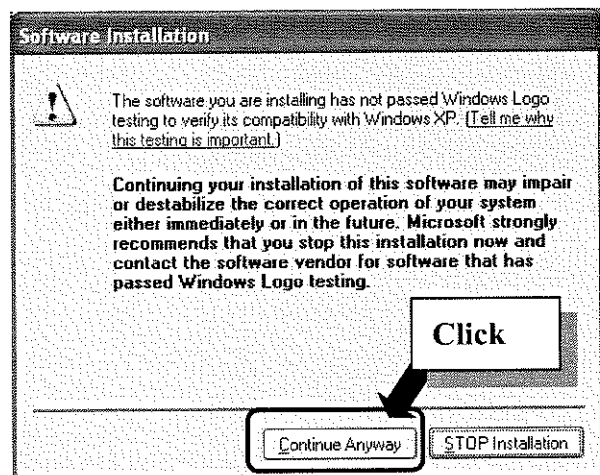 Software Installation
The software you are installing has not passed Windows Logo
testing to verify its compatibility with Windows XP. (Tell me why
this testing is important.)
Continuing your installation of this software may impair
or destabilize the correct operation of your system
either immediately or in the future. Microsoft strongly
recommends that you stop this installation now and
contact the software vendor for software that has
passed Windows Logo testing.
Click
Continue Anyway
STOP Installation